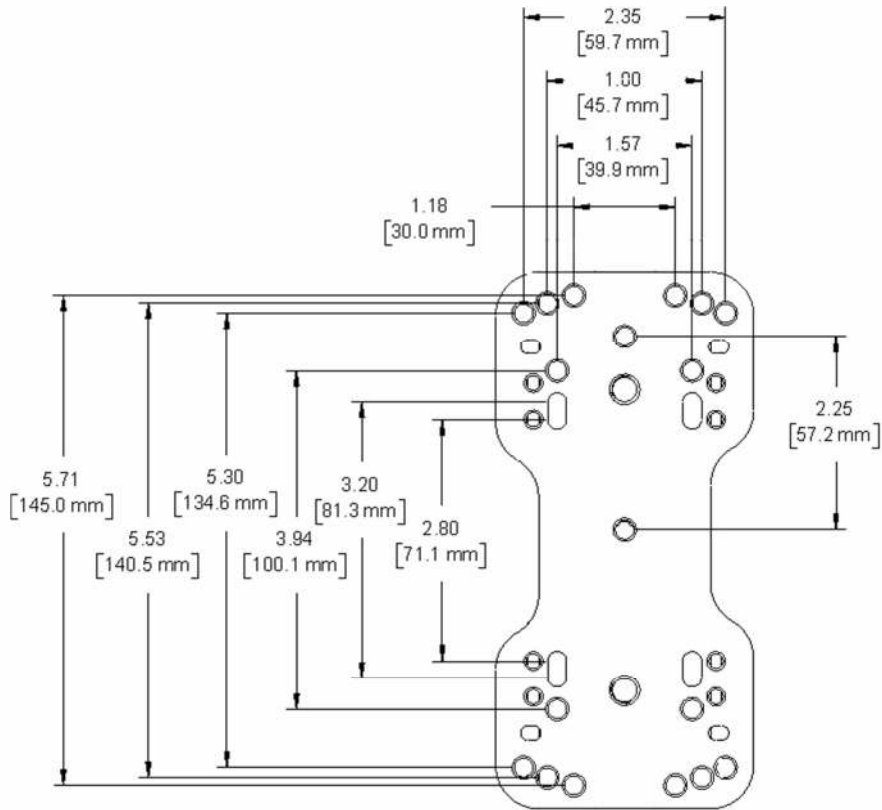 2.35
[59.7 mm]
1.00
[45.7 mm]
1.57
[39.9 mm]
1.18
[30.0 mm]
2.25
[57.2 mm]
5.71
[145.0 mm]
5.30
[134.6 mm]
3.20
[81.3 mm]
5.53
[140.5 mm]
3.94
[100.1 mm]
2.80
[71.1 mm]